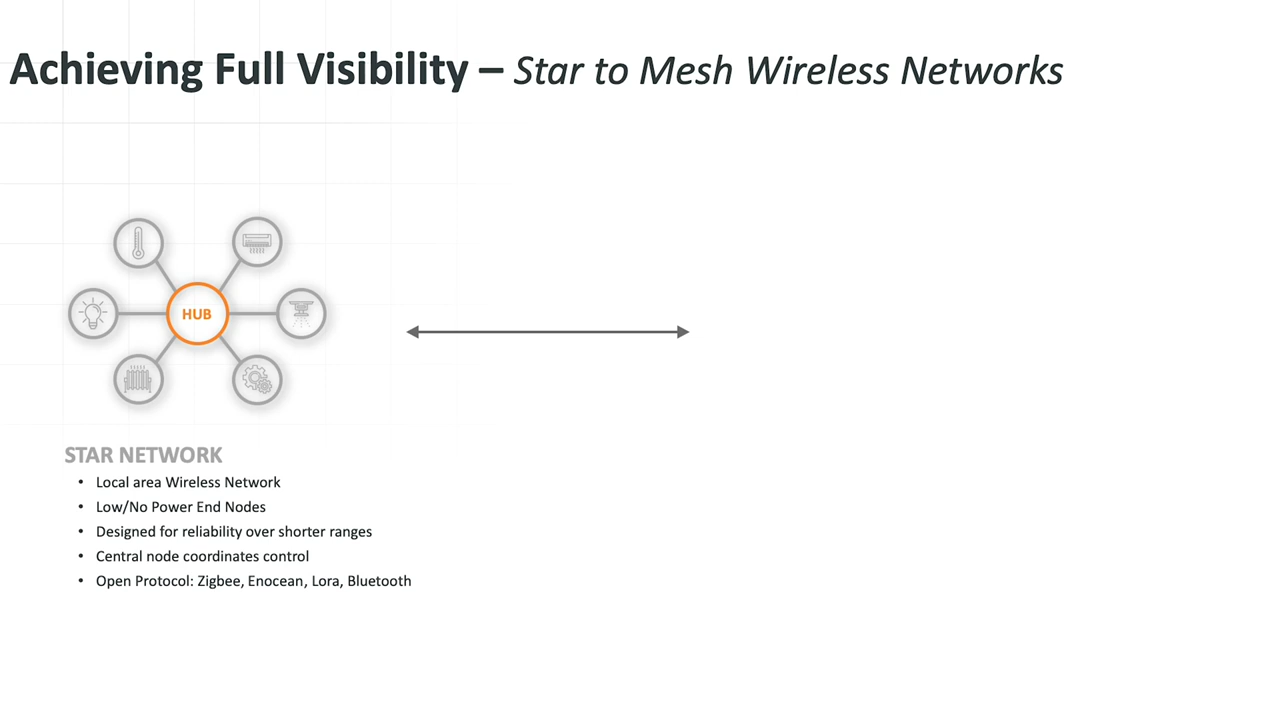 Achieving Full Visibility – Star to Mesh Wireless Networks
HUB
STAR NETWORK
• Local area Wireless Network
• Low/No Power End Nodes
• Designed for reliability over shorter ranges
• Central node coordinates control
• Open Protocol: Zigbee, Enocean, Lora, Bluetooth